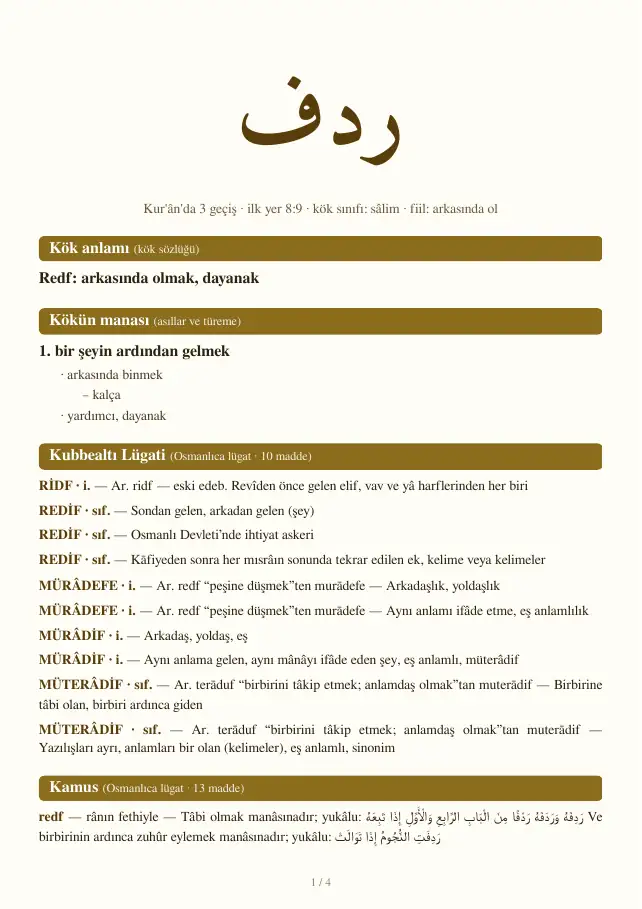 ردف
Kur'ân'da 3 geçiş · ilk yer 8:9 · kök sınıfı: sâlim · fiil: arkasında ol
Kök anlamı (kök sözlüğü)
Redf: arkasında olmak, dayanak
Kökün manası (asıllar ve türeme)
1. bir şeyin ardından gelmek
· arkasında binmek
– kalça
· yardımcı, dayanak
Kubbealtı Lügati (Osmanlıca lügat · 10 madde)
RİDF · i. — Ar. ridf — eski edeb. Revîden önce gelen elif, vav ve yâ harflerinden her biri
REDİF · sıf. — Sondan gelen, arkadan gelen (şey)
REDİF · sıf. — Osmanlı Devleti'nde ihtiyat askeri
REDİF · sıf. — Kāfiyeden sonra her mısrâın sonunda tekrar edilen ek, kelime veya kelimeler
MÜRÂDEFE · i. — Ar. redf “peşine düşmek”ten murādefe — Arkadaşlık, yoldaşlık
MÜRÂDEFE · i. — Ar. redf “peşine düşmek”ten murādefe — Aynı anlamı ifâde etme, eş anlamlılık
MÜRÂDİF · i. — Arkadaş, yoldaş, eş
MÜRÂDİF · i. — Aynı anlama gelen, aynı mânâyı ifâde eden şey, eş anlamlı, müterâdif
MÜTERÂDİF · sıf. — Ar. terāduf “birbirini tâkip etmek; anlamdaş olmak”tan muterādif — Birbirine
tâbi olan, birbiri ardınca giden
MÜTERÂDİF · sıf. — Ar. terāduf “birbirini tâkip etmek; anlamdaş olmak”tan muterādif —
Yazılışları ayrı, anlamları bir olan (kelimeler), eş anlamlı, sinonim
Kamus (Osmanlıca lügat · 13 madde)
redf — rânın fethiyle — Tâbi olmak manâsınadır; yukâlu: رَدِفَهُ وَرَدَفَهُ رَدْفًا مِنَ الْبَابِ الرَّابِعِ وَالْأَوَّلِ إِذَا تَبِعَهُ Ve
birbirinin ardınca zuhûr eylemek manâsınadır; yukâlu: رَدِفَتِ النُّجُومُ إِذَا تَوَالَتْ
1 / 4